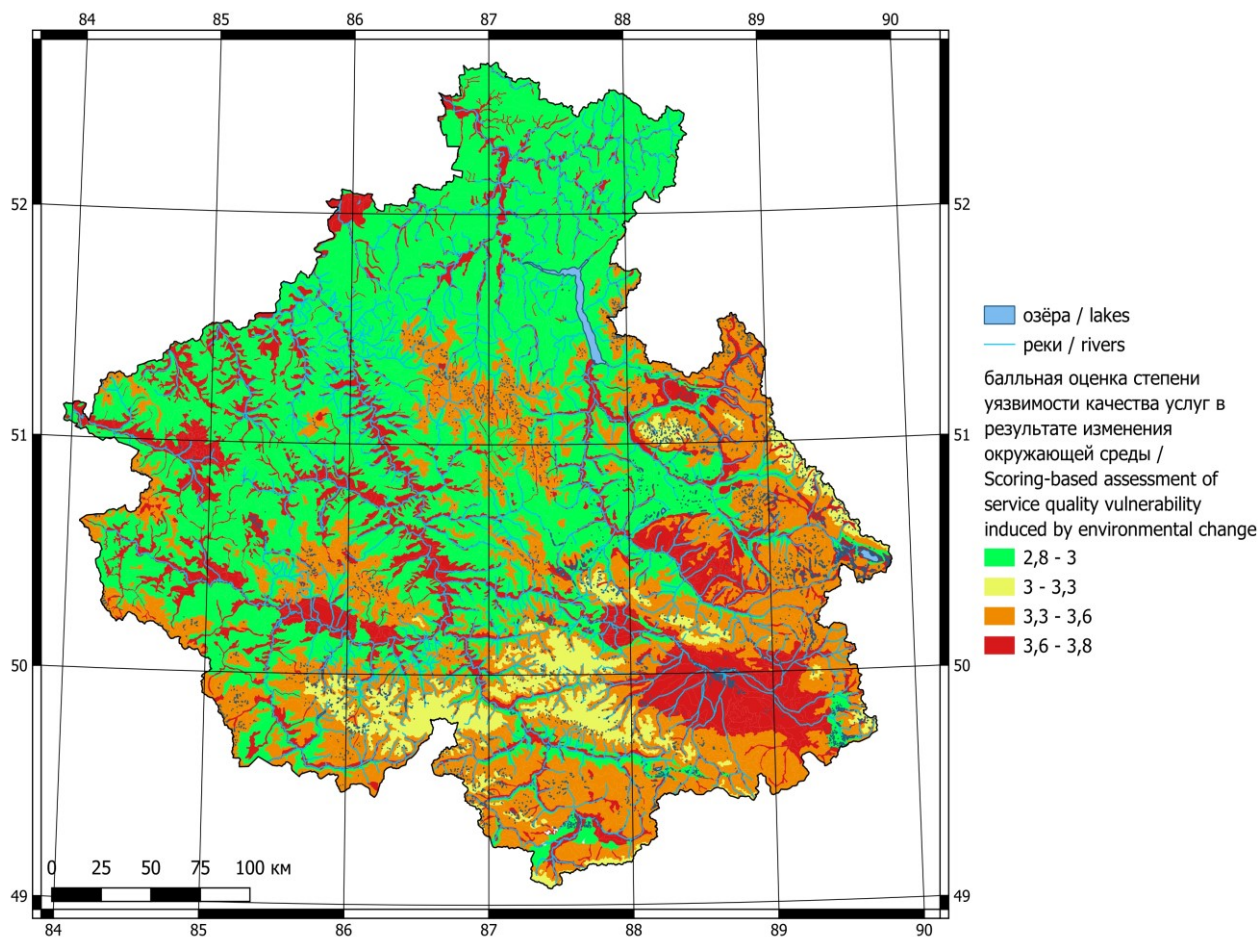 84 85 86 87 88 89 90
52 52
51 51
50 50
49 49
0 25 50 75 100 км
84 85 86 87 88 89 90
озёра / lakes
реки / rivers
балльная оценка степени
уязвимости качества услуг в
результате изменения
окружающей среды /
Scoring-based assessment of
service quality vulnerability
induced by environmental change
2,8 - 3
3 - 3,3
3,3 - 3,6
3,6 - 3,8